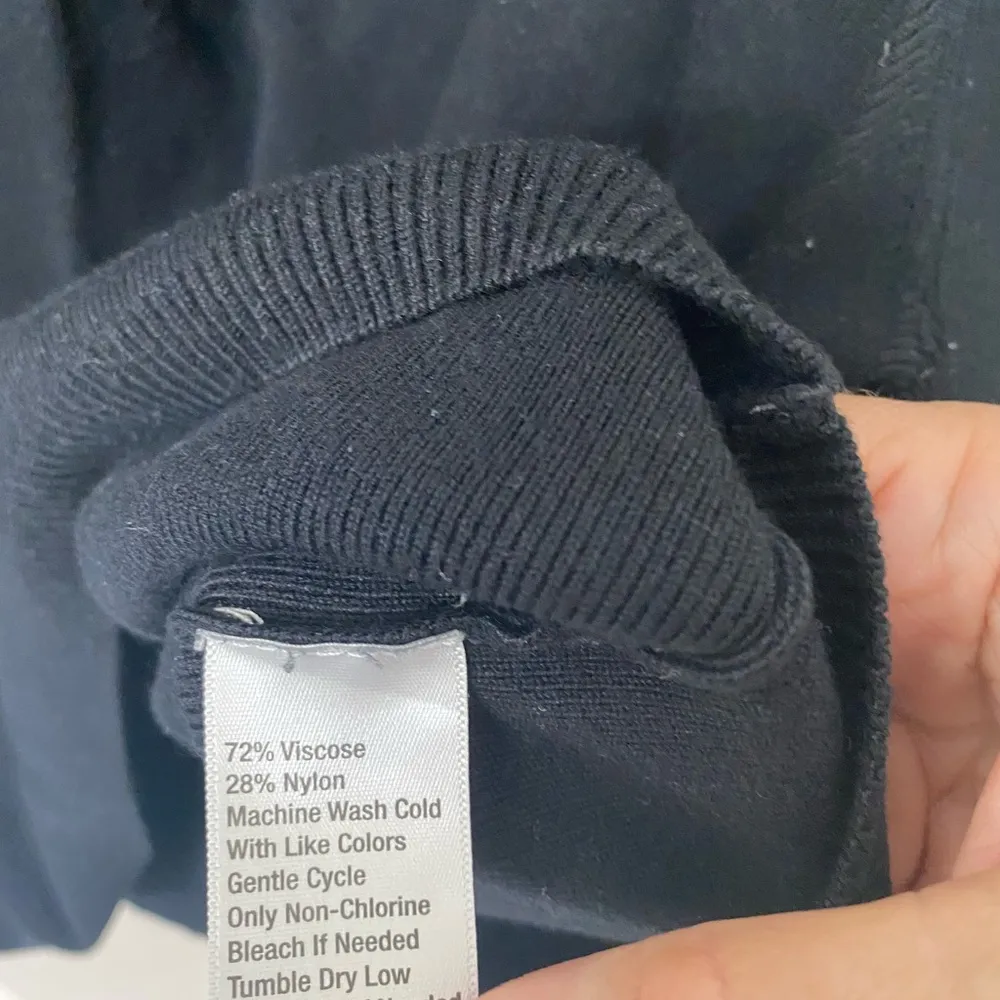 72% Viscose
28% Nylon
Machine Wash Cold
With Like Colors
Gentle Cycle
Only Non-Chlorine
Bleach If Needed
Tumble Dry Low